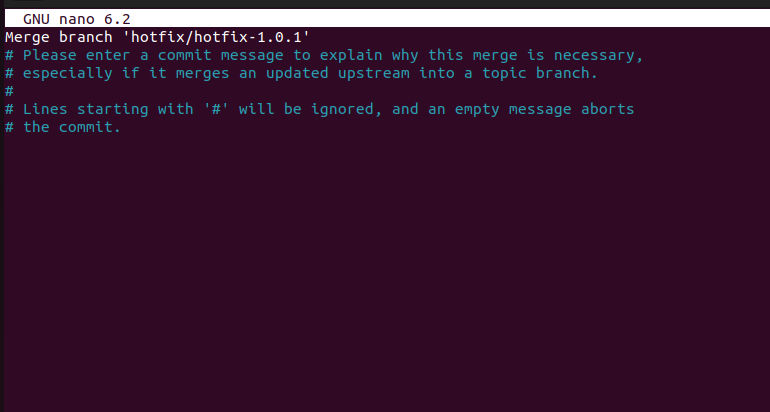 GNU nano 6.2
Merge branch 'hotfix/hotfix-1.0.1'
# Please enter a commit message to explain why this merge is necessary,
# especially if it merges an updated upstream into a topic branch.
#
# Lines starting with '#' will be ignored, and an empty message aborts
# the commit.